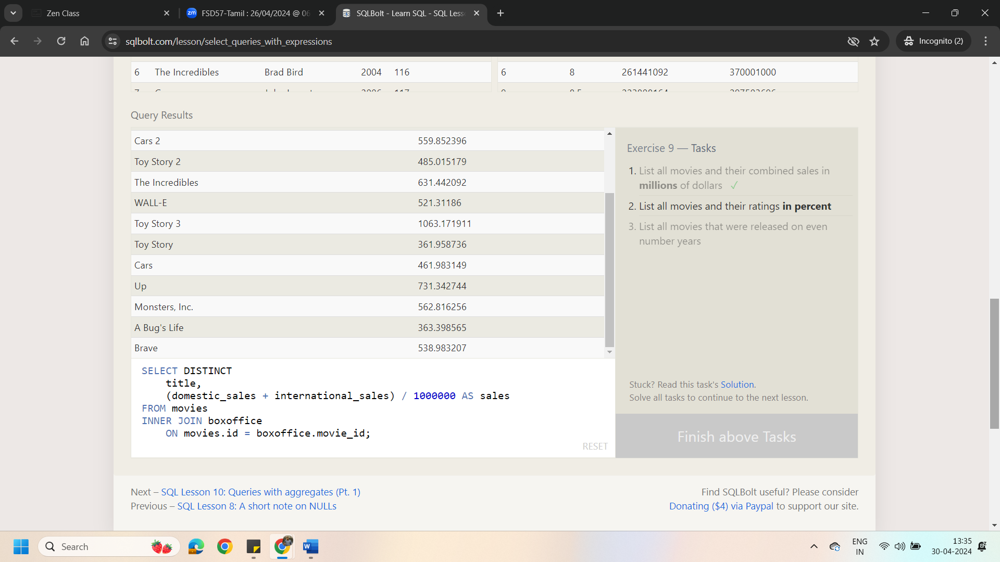 Zen Class
zm FSD57-Tamil : 26/04/2024 @ 06
SQLBolt - Learn SQL - SQL Less
sqlbolt.com/lesson/select_queries_with_expressions
Incognito (2)
6 The Incredibles Brad Bird 2004 116
6 8 261441092 370001000
Query Results
Cars 2 559.852396
Toy Story 2 485.015179
The Incredibles 631.442092
WALL-E 521.31186
Toy Story 3 1063.171911
Toy Story 361.958736
Cars 461.983149
Up 731.342744
Monsters, Inc. 562.816256
A Bug's Life 363.398565
Brave 538.983207
Exercise 9 — Tasks
1. List all movies and their combined sales in
millions of dollars ✓
2. List all movies and their ratings in percent
3. List all movies that were released on even
number years
SELECT DISTINCT
title,
(domestic_sales + international_sales) / 1000000 AS sales
FROM movies
INNER JOIN boxoffice
ON movies.id = boxoffice.movie_id;
RESET
Stuck? Read this task's Solution.
Solve all tasks to continue to the next lesson.
Finish above Tasks
Next – SQL Lesson 10: Queries with aggregates (Pt. 1)
Previous – SQL Lesson 8: A short note on NULLs
Find SQLBolt useful? Please consider
Donating ($4) via Paypal to support our site.
Search
ENG
IN
13:35
30-04-2024